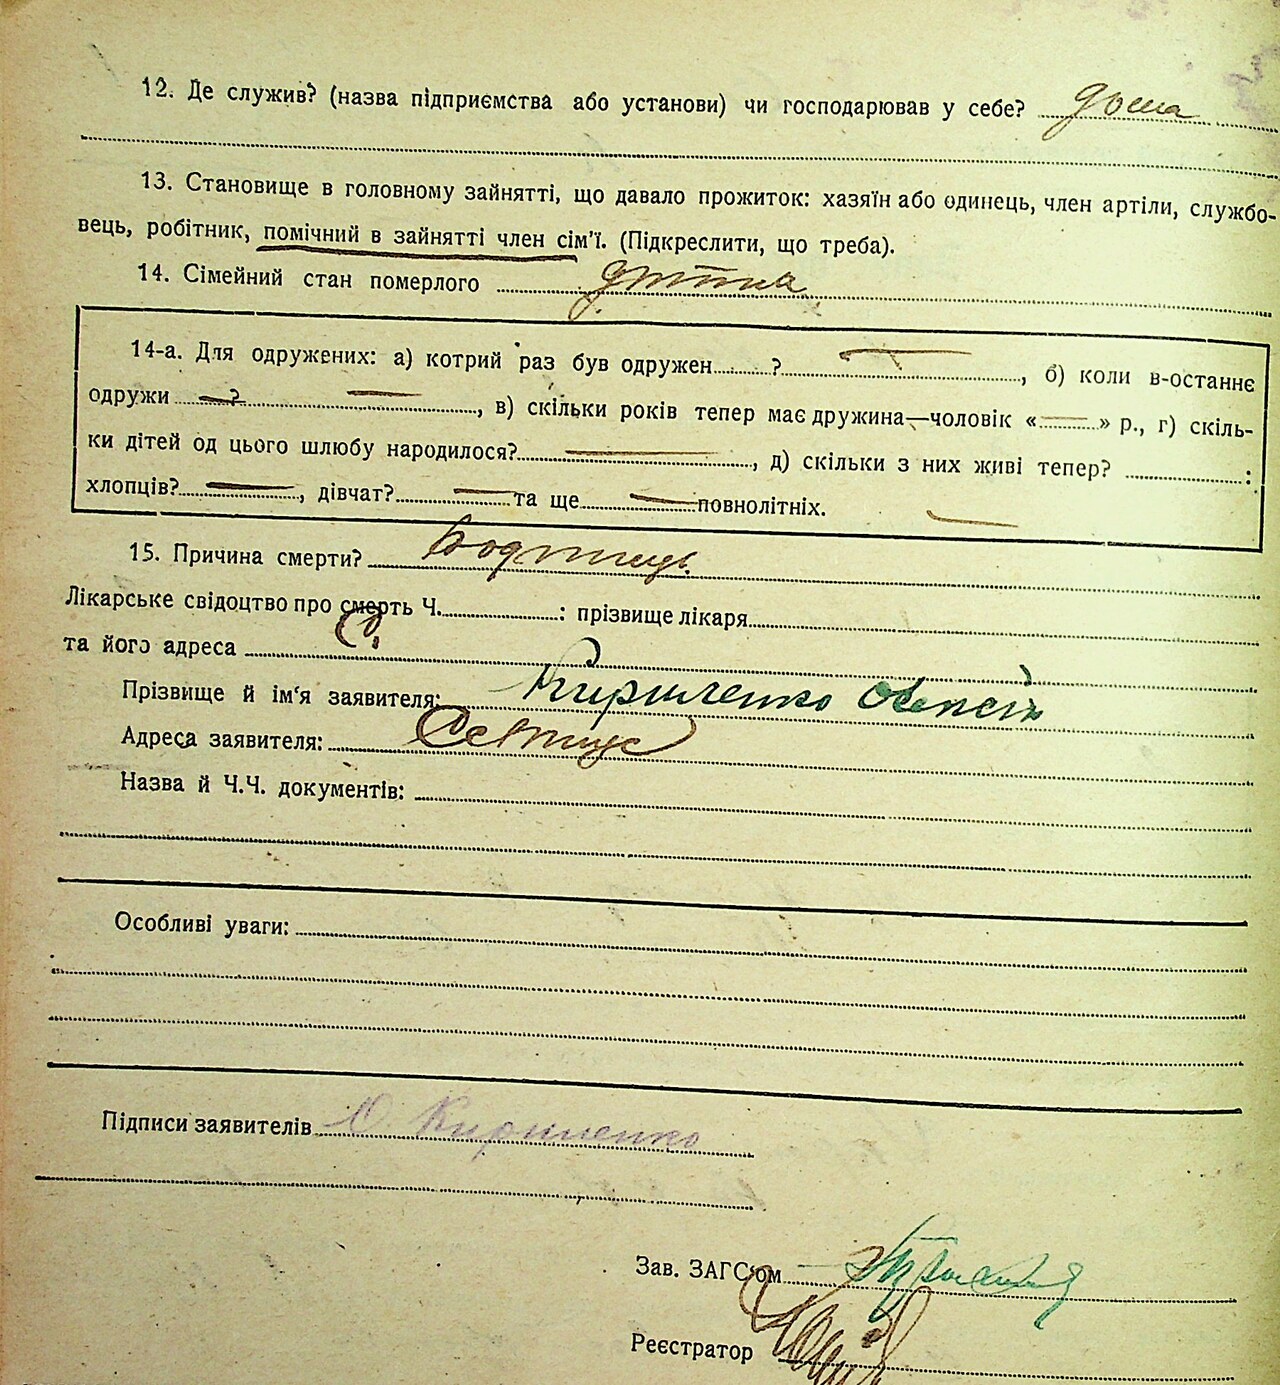 12. Де служив? (назва підприємства або установи) чи господарював у себе? дома
13. Становище в головному зайнятті, що давало прожиток: хазяїн або одинець, член артіли, службо-
вець, робітник, помічний в зайнятті член сім'ї. (Підкреслити, що треба).
14. Сімейний стан померлого дитина
14-а. Для одружених: а) котрий раз був одружен ? — , б) коли в-останнє
одружи —? — , в) скільки років тепер має дружина—чоловік «—» р., г) скіль-
ки дітей од цього шлюбу народилося? — , д) скільки з них живі тепер? :
хлопців? — , дівчат? — та ще — повнолітніх. —
15. Причина смерти?
Лікарське свідоцтво про смерть Ч. : прізвище лікаря
та його адреса
Прізвище й ім'я заявителя: Кириченко
Адреса заявителя:
Назва й Ч.Ч. документів:
Особливі уваги:
Підписи заявителів О. Кириченко
Зав. ЗАГС'ом
Реєстратор